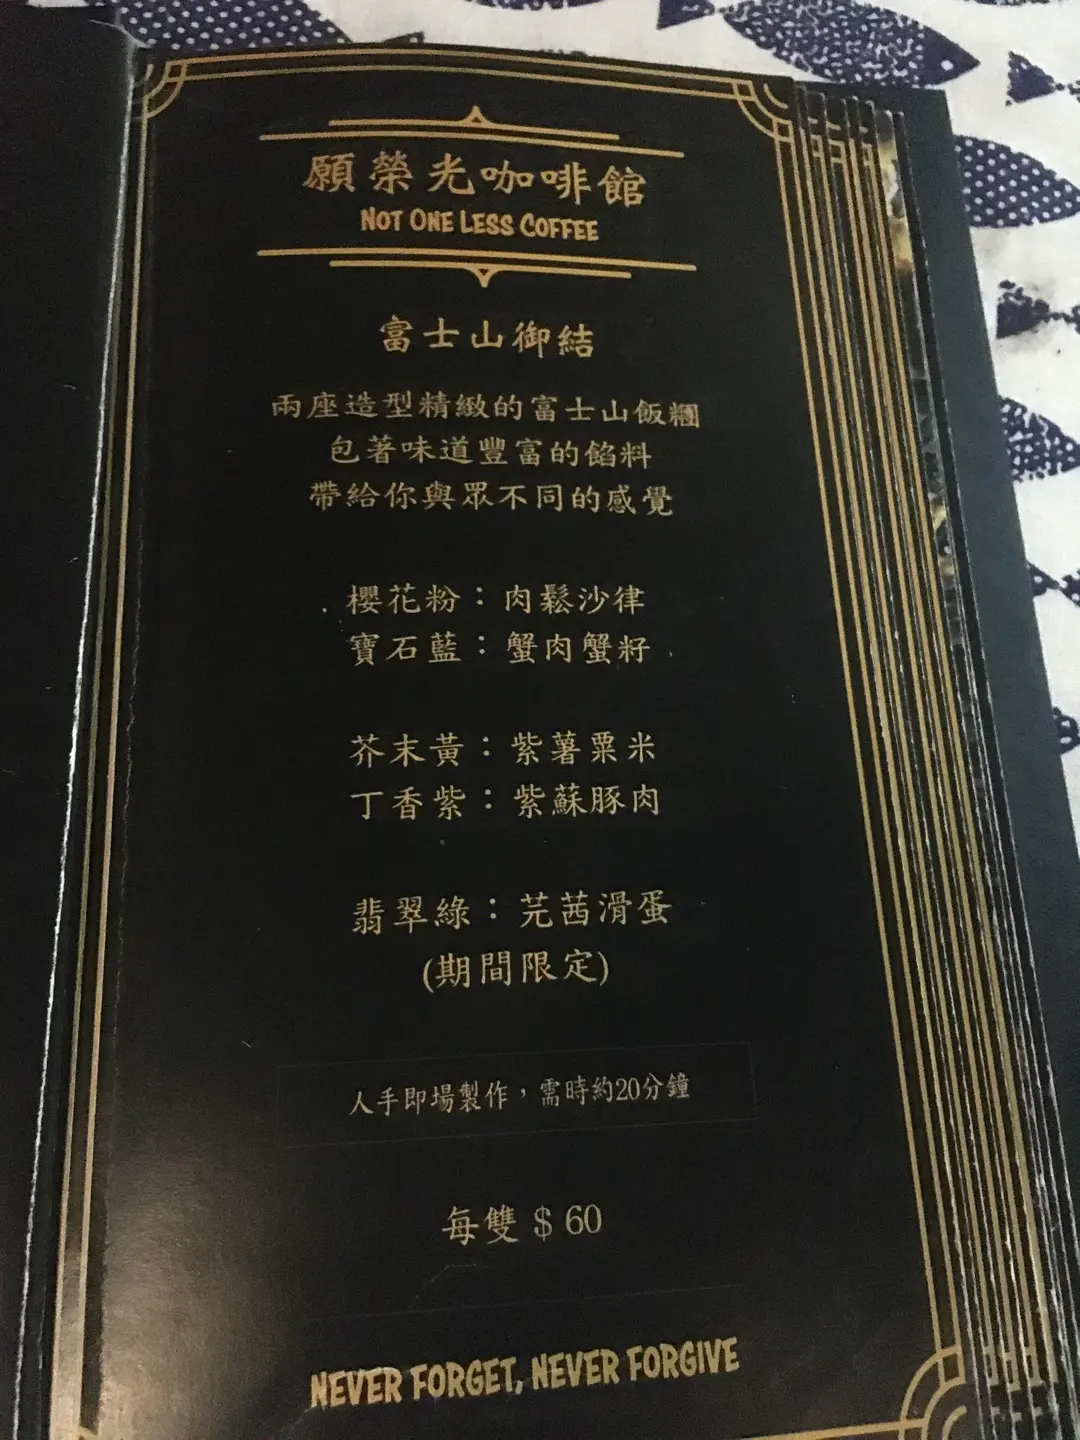 願榮光咖啡館
NOT ONE LESS COFFEE
富士山御結
兩座造型精緻的富士山飯糰
包著味道豐富的餡料
帶給你與眾不同的感覺
櫻花粉：肉鬆沙律
寶石藍：蟹肉蟹籽
芥末黃：紫薯粟米
丁香紫：紫蘇豚肉
翡翠綠：芫茜滑蛋
(期間限定)
人手即場製作，需時約20分鐘
每雙 $ 60
NEVER FORGET, NEVER FORGIVE